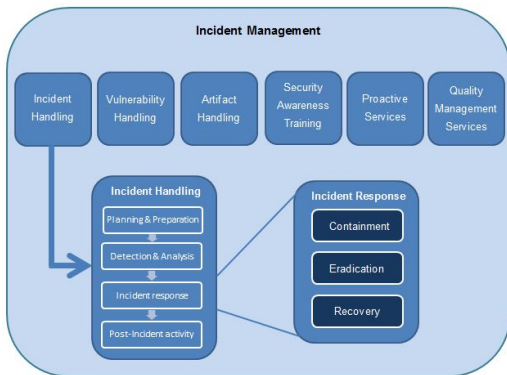 Incident Management
Incident
Handling
Vulnerability
Handling
Artifact
Handling
Security
Awareness
Training
Proactive
Services
Quality
Management
Services
Incident Handling
Planning & Preparation
Detection & Analysis
Incident response
Post-Incident activity
Incident Response
Containment
Eradication
Recovery